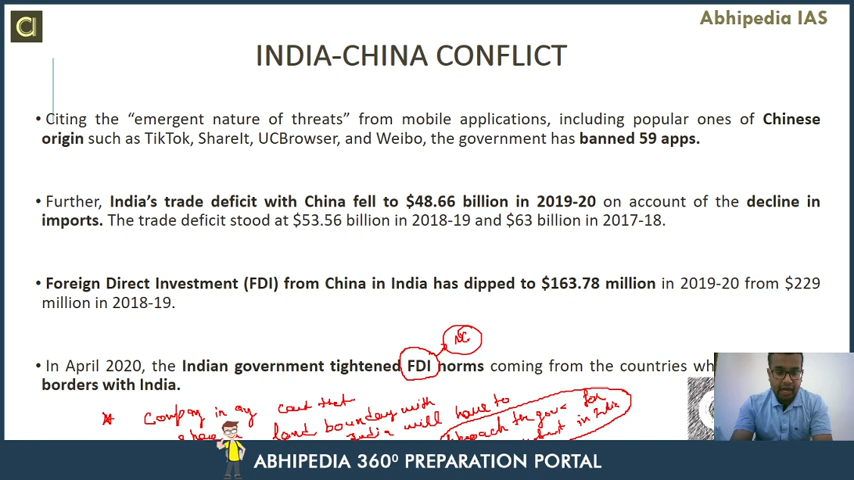 Abhipedia IAS
INDIA-CHINA CONFLICT
• Citing the “emergent nature of threats” from mobile applications, including popular ones of Chinese
origin such as TikTok, ShareIt, UCBrowser, and Weibo, the government has banned 59 apps.
• Further, India’s trade deficit with China fell to $48.66 billion in 2019-20 on account of the decline in
imports. The trade deficit stood at $53.56 billion in 2018-19 and $63 billion in 2017-18.
• Foreign Direct Investment (FDI) from China in India has dipped to $163.78 million in 2019-20 from $229
million in 2018-19.
• In April 2020, the Indian government tightened FDI norms coming from the countries
borders with India.
Company in any that
land boundary with
India will have to
approach the gov for
in India
ABHIPEDIA 360⁰ PREPARATION PORTAL